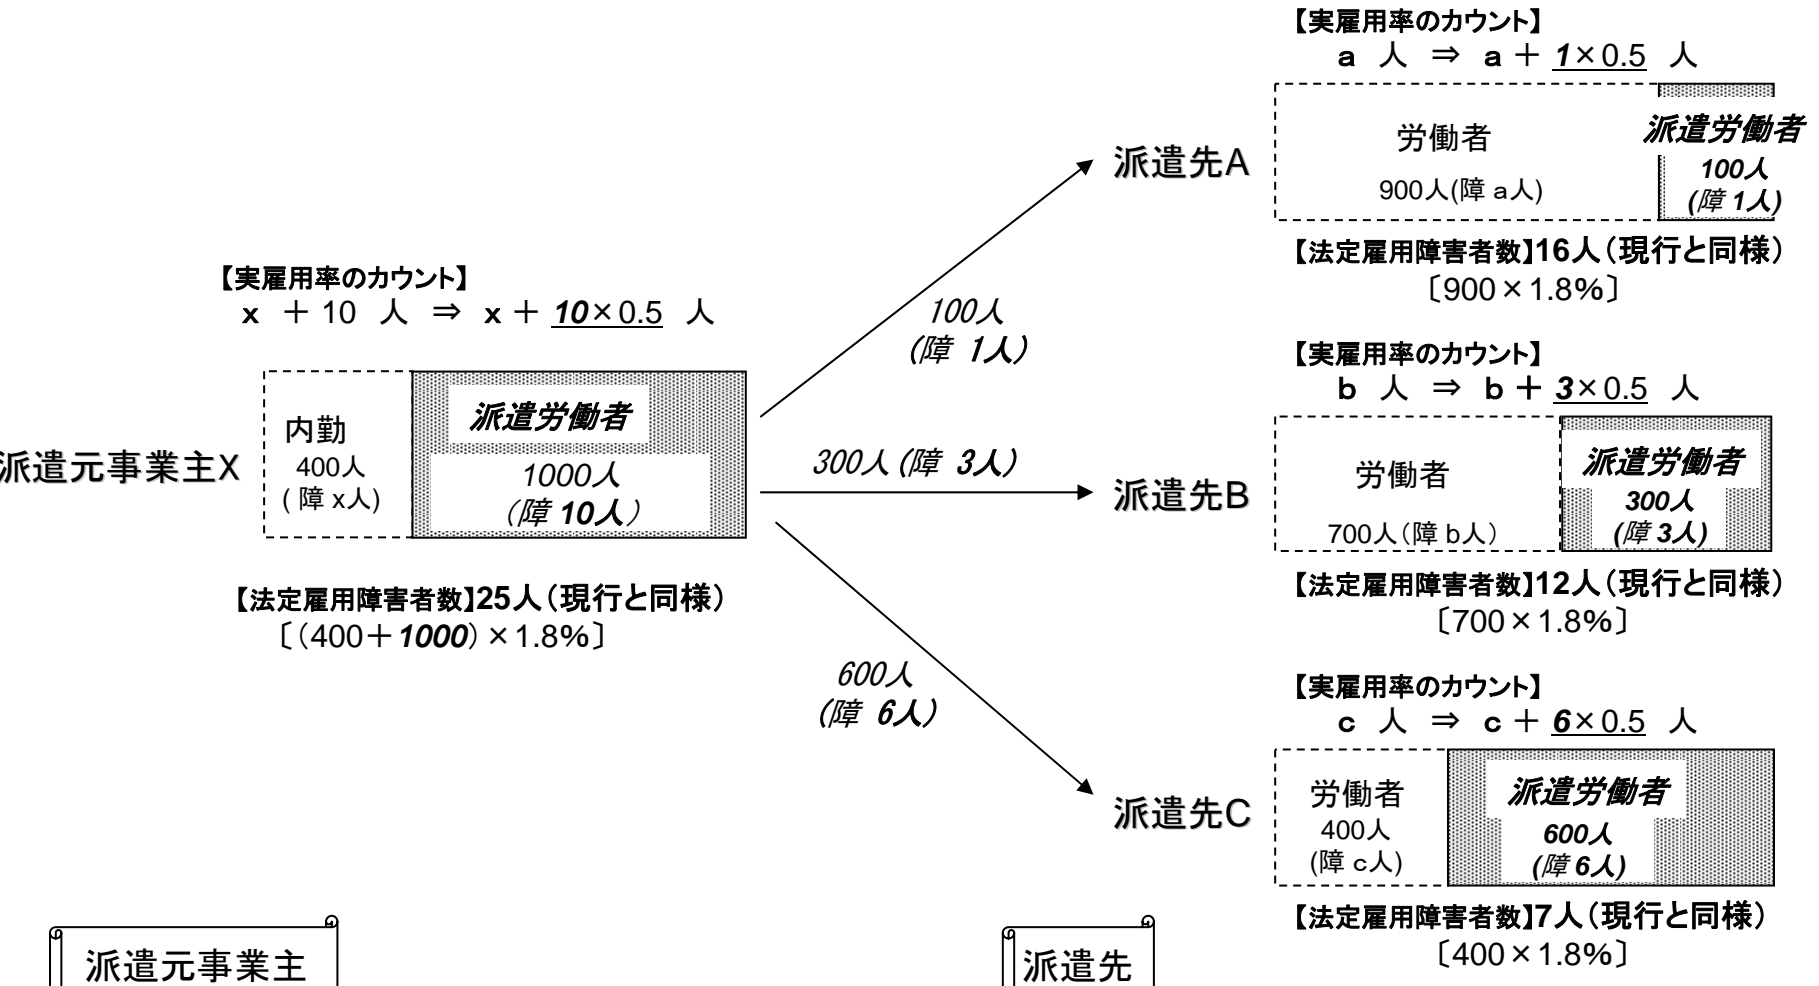 【実雇用率のカウント】
a 人 ⇒ a + 1×0.5 人
労働者
900人(障 a人)
派遣労働者
100人
(障 1人)
派遣先A
【法定雇用障害者数】16人(現行と同様)
〔900×1.8%〕
【実雇用率のカウント】
x + 10 人 ⇒ x + 10×0.5 人
派遣元事業主X
内勤
400人
( 障 x人)
派遣労働者
1000人
(障 10人)
【法定雇用障害者数】25人(現行と同様)
〔(400+1000)×1.8%〕
100人
(障 1人)
300人(障 3人)
600人
(障 6人)
【実雇用率のカウント】
b 人 ⇒ b + 3×0.5 人
派遣先B
労働者
700人(障 b人)
派遣労働者
300人
(障 3人)
【法定雇用障害者数】12人(現行と同様)
〔700×1.8%〕
【実雇用率のカウント】
c 人 ⇒ c + 6×0.5 人
派遣先C
労働者
400人
(障 c人)
派遣労働者
600人
(障 6人)
【法定雇用障害者数】7人(現行と同様)
〔400×1.8%〕
派遣元事業主
派遣先